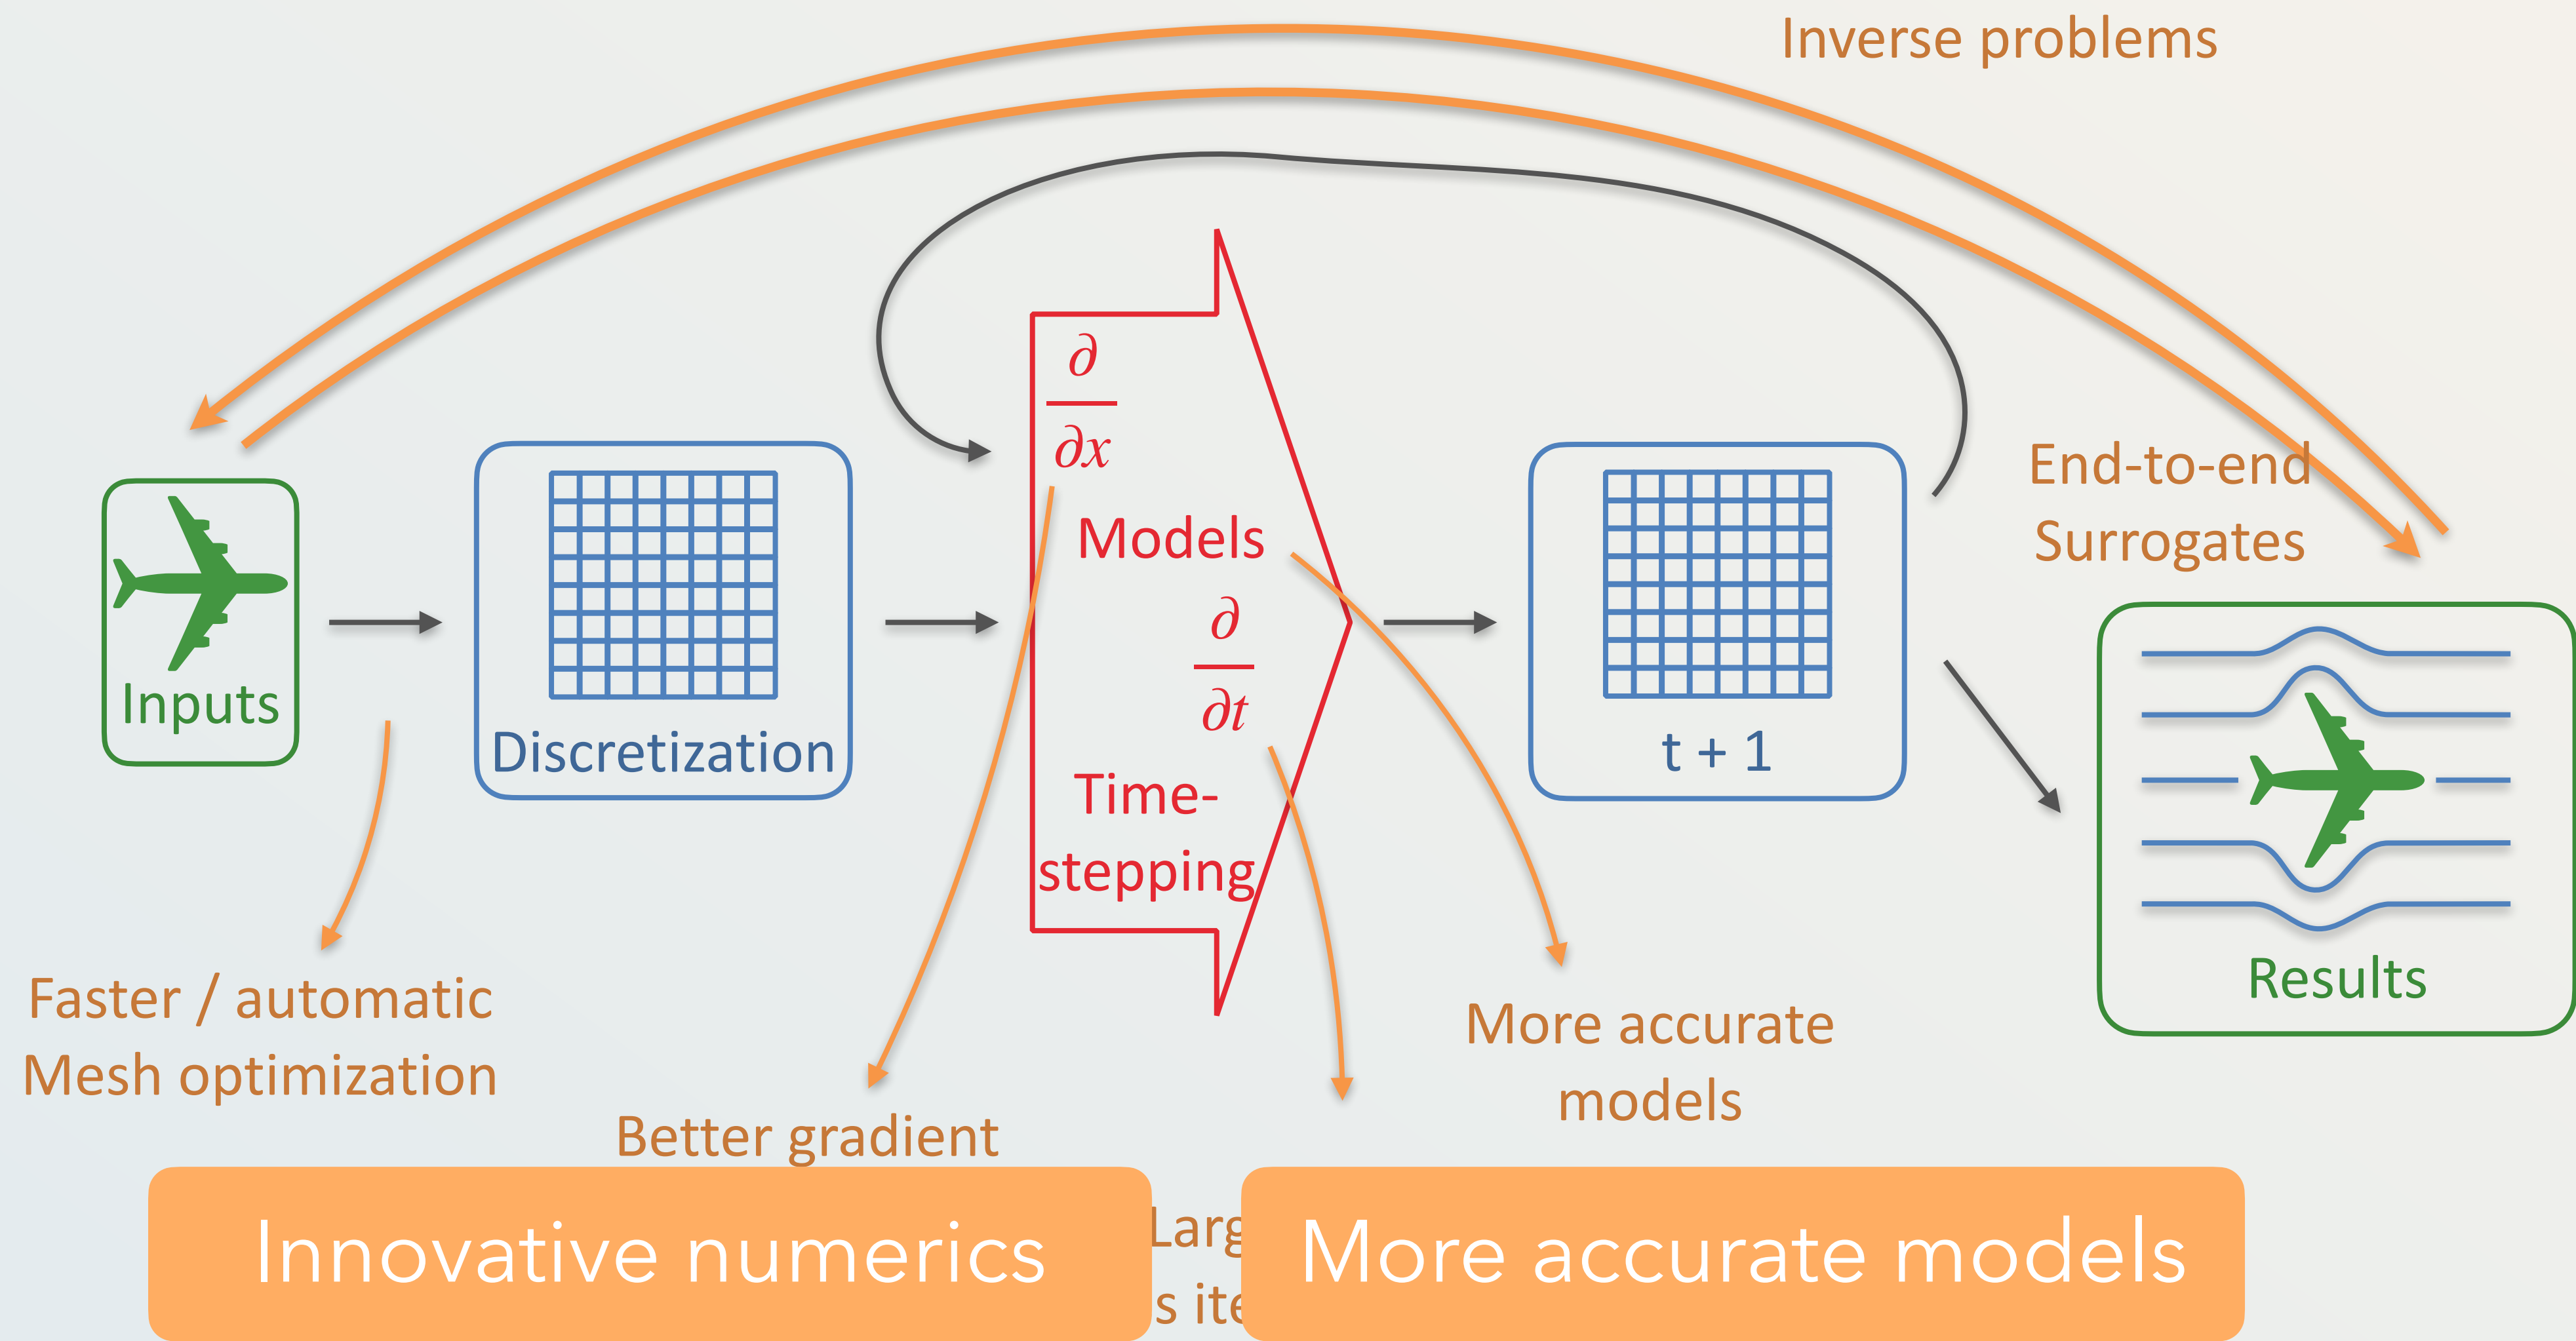 Inverse problems
∂
∂x
End-to-end
Surrogates
Models
∂
∂t
Inputs
Discretization
t + 1
Time-
stepping
Results
Faster / automatic
Mesh optimization
More accurate
models
Better gradient
Innovative numerics
More accurate models